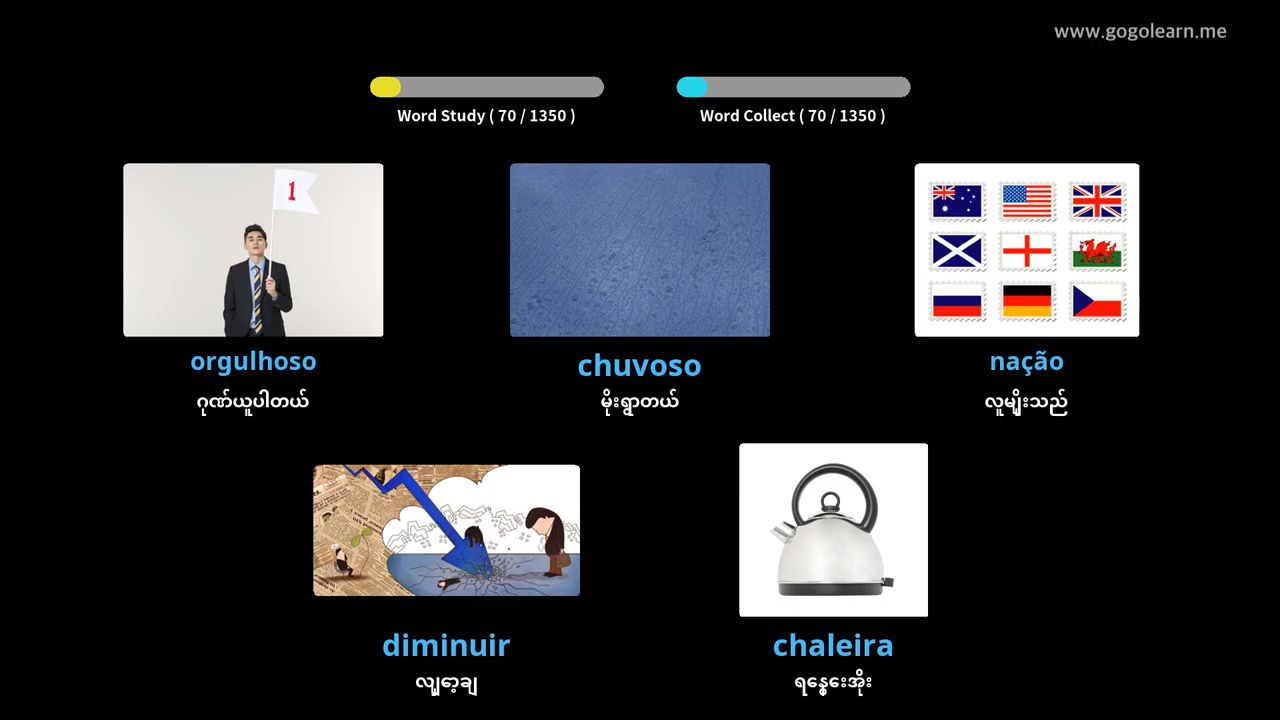 www.gogolearn.me
Word Study ( 70 / 1350 )
Word Collect ( 70 / 1350 )
1
orgulhoso
chuvoso
nação
ဂုဏ်ယူပါတယ်
မိုးရွာတယ်
လူမျိုးသည်
diminuir
chaleira
လျှော့ချ
ရေနွေးအိုး